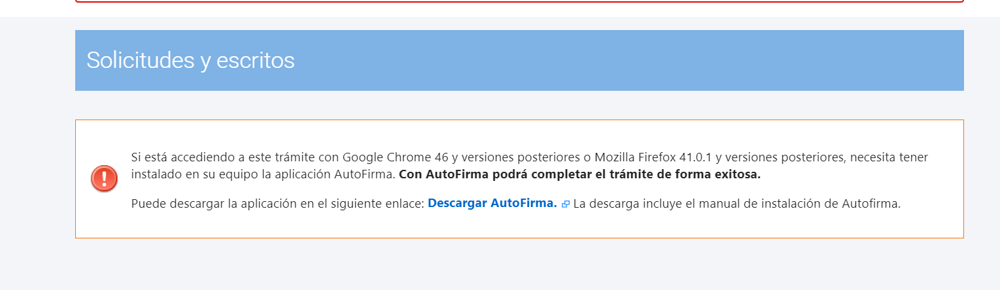 Solicitudes y escritos
Si está accediendo a este trámite con Google Chrome 46 y versiones posteriores o Mozilla Firefox 41.0.1 y versiones posteriores, necesita tener
instalado en su equipo la aplicación AutoFirma. Con AutoFirma podrá completar el trámite de forma exitosa.
Puede descargar la aplicación en el siguiente enlace: Descargar AutoFirma. La descarga incluye el manual de instalación de Autofirma.